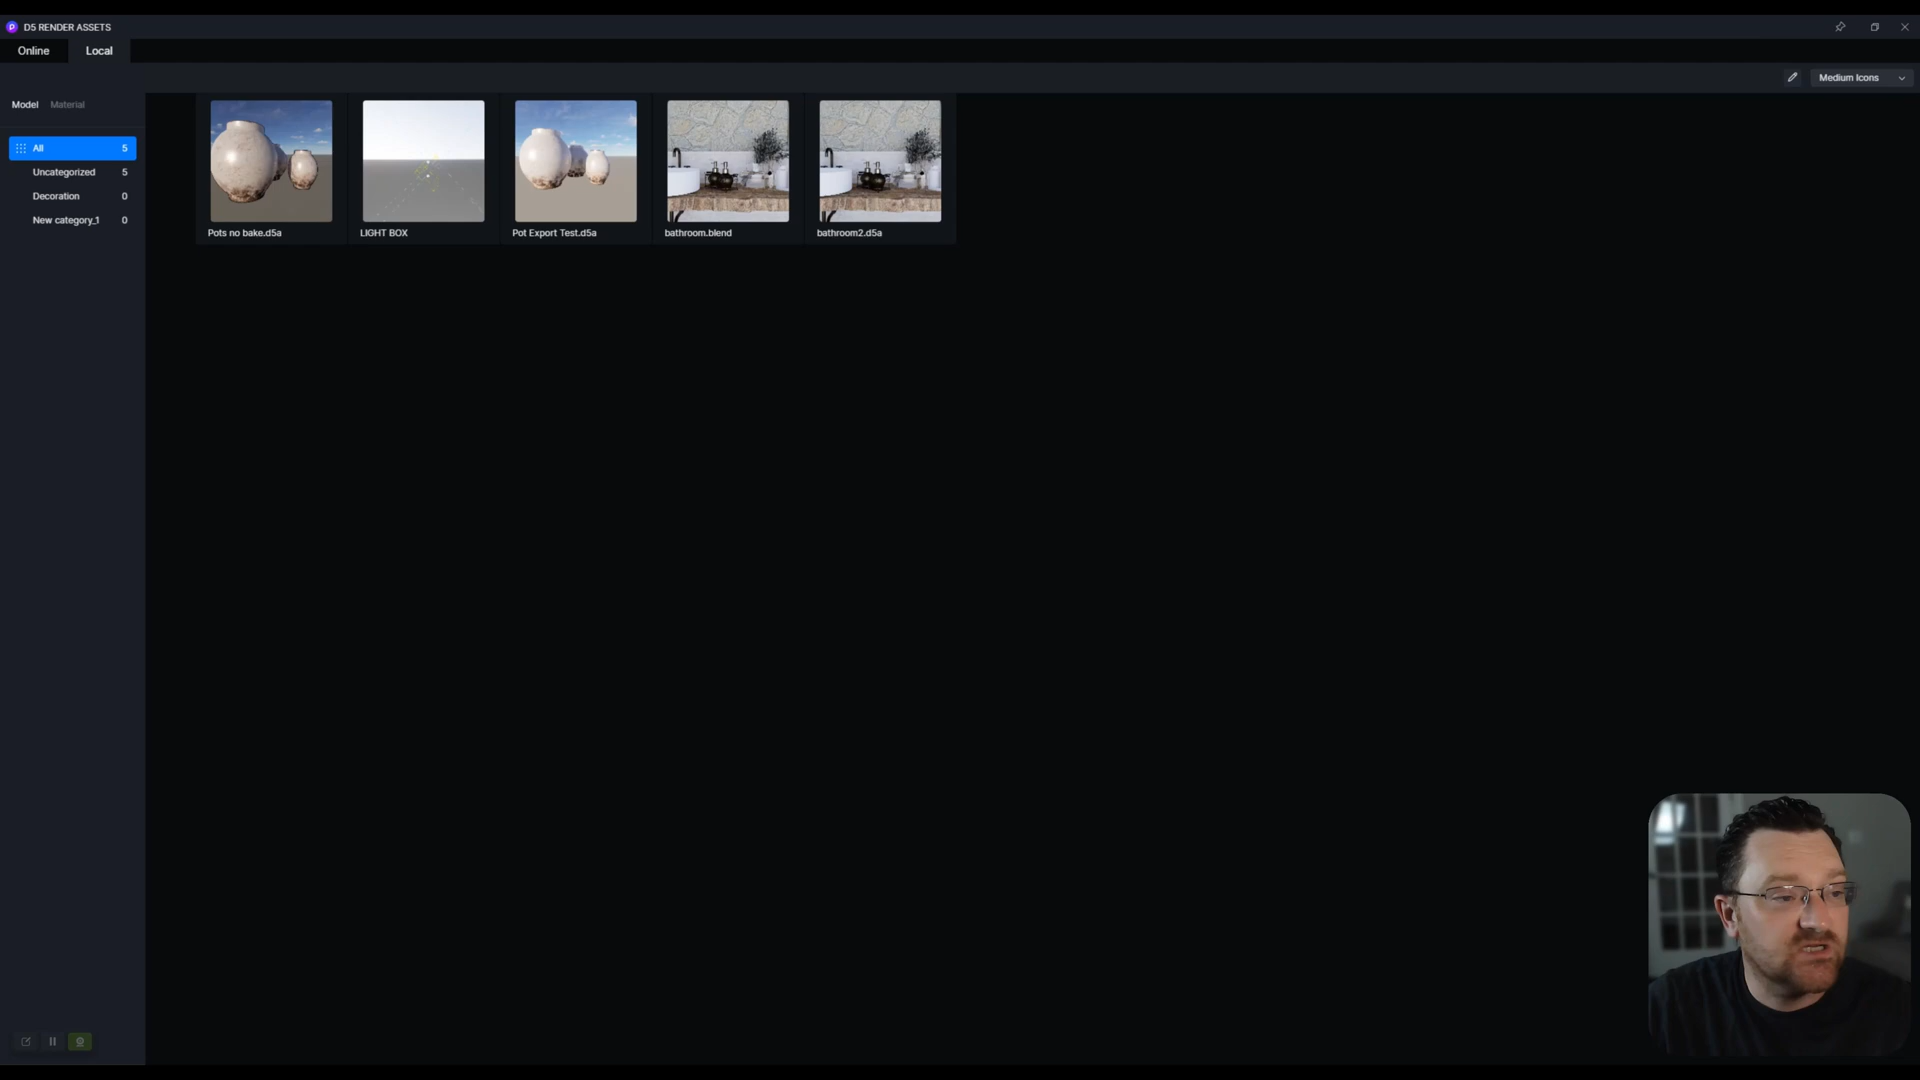 D5 RENDER ASSETS
Online
Local
Medium Icons
Model
Material
All
5
Uncategorized
5
Decoration
0
New category_1
0
Pots no bake.d5a
LIGHT BOX
Pot Export Test.d5a
bathroom.blend
bathroom2.d5a